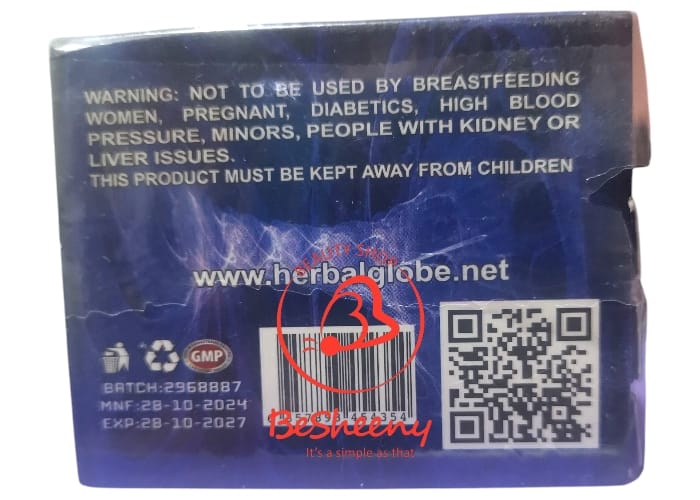 WARNING: NOT TO BE USED BY BREASTFEEDING
WOMEN, PREGNANT, DIABETICS, HIGH BLOOD
PRESSURE, MINORS, PEOPLE WITH KIDNEY OR
LIVER ISSUES.
THIS PRODUCT MUST BE KEPT AWAY FROM CHILDREN
www.herbalglobe.net
GMP
BATCH:2968887
MNF:28-10-2024
EXP:28-10-2027
BeSheeny
It's a simple as that